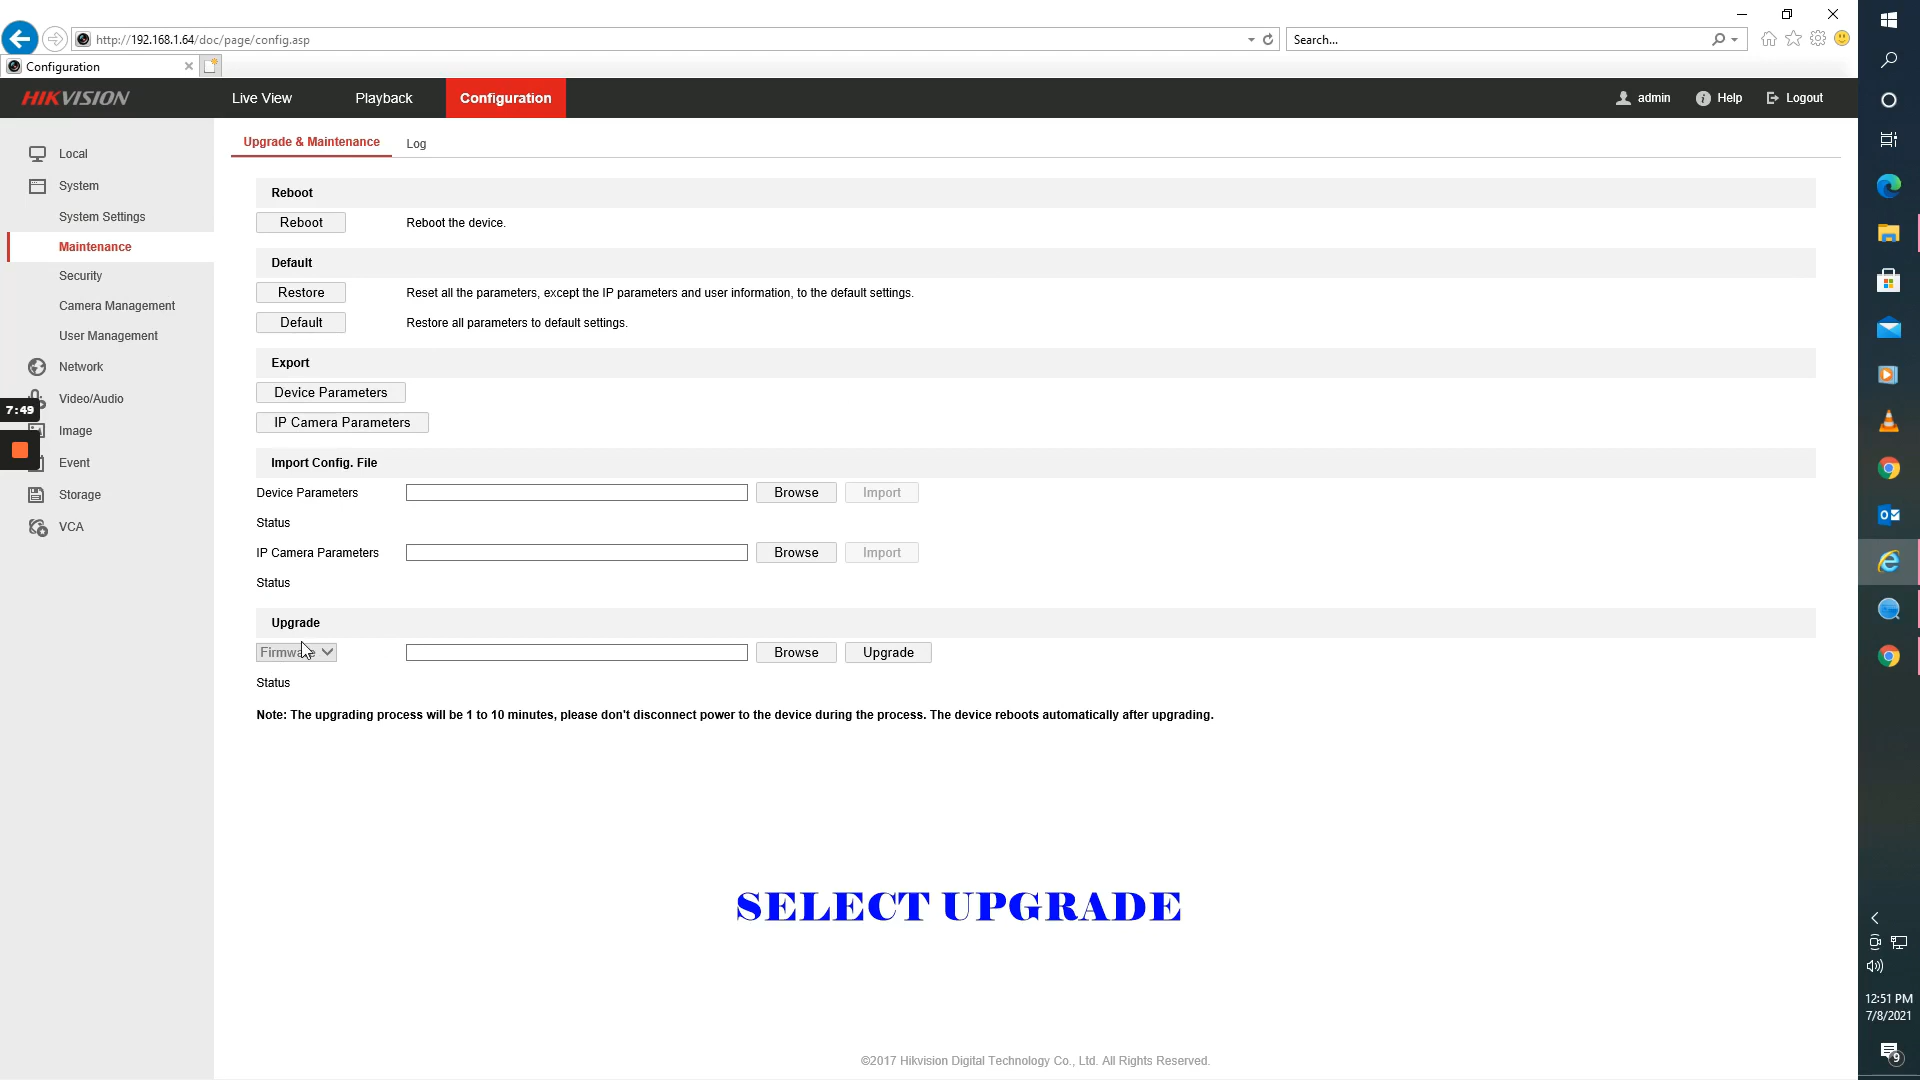 http://192.168.1.64/doc/page/config.asp
Search...
Configuration
HIKVISION
Live View
Playback
Configuration
admin
Help
Logout
Local
System
System Settings
Maintenance
Security
Camera Management
User Management
Network
Video/Audio
Image
Event
Storage
VCA
7:49
Upgrade & Maintenance
Log
Reboot
Reboot
Reboot the device.
Default
Restore
Reset all the parameters, except the IP parameters and user information, to the default settings.
Default
Restore all parameters to default settings.
Export
Device Parameters
IP Camera Parameters
Import Config. File
Device Parameters
Browse
Import
Status
IP Camera Parameters
Browse
Import
Status
Upgrade
Firmware
Browse
Upgrade
Status
Note: The upgrading process will be 1 to 10 minutes, please don't disconnect power to the device during the process. The device reboots automatically after upgrading.
SELECT UPGRADE
©2017 Hikvision Digital Technology Co., Ltd. All Rights Reserved.
12:51 PM
7/8/2021
9